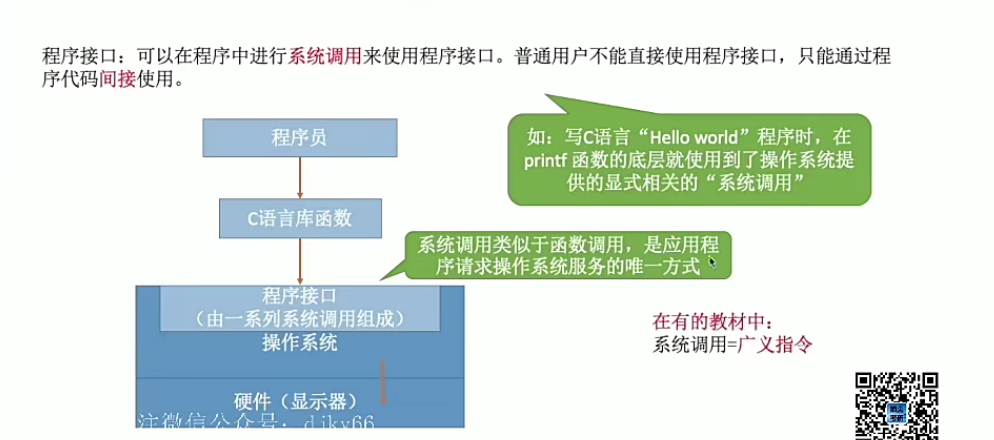 程序接口：可以在程序中进行系统调用来使用程序接口。普通用户不能直接使用程序接口，只能通过程
序代码间接使用。
程序员
如：写C语言“Hello world”程序时，在
printf 函数的底层就使用到了操作系统提
供的显式相关的“系统调用”
C语言库函数
系统调用类似于函数调用，是应用程
序请求操作系统服务的唯一方式
程序接口
（由一系列系统调用组成）
操作系统
在有的教材中：
系统调用=广义指令
硬件（显示器）
注微信公众号：djky66